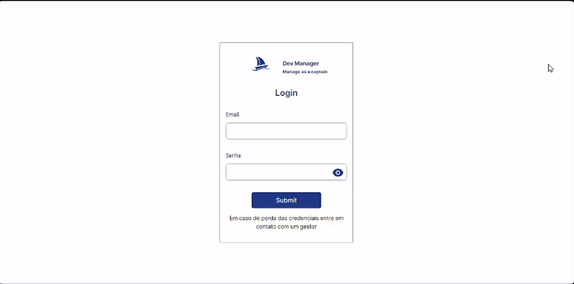 Dev Manager
Manage as a captain
Login
Email
Senha
Submit
Em caso de perda das credenciais entre em
contato com um gestor